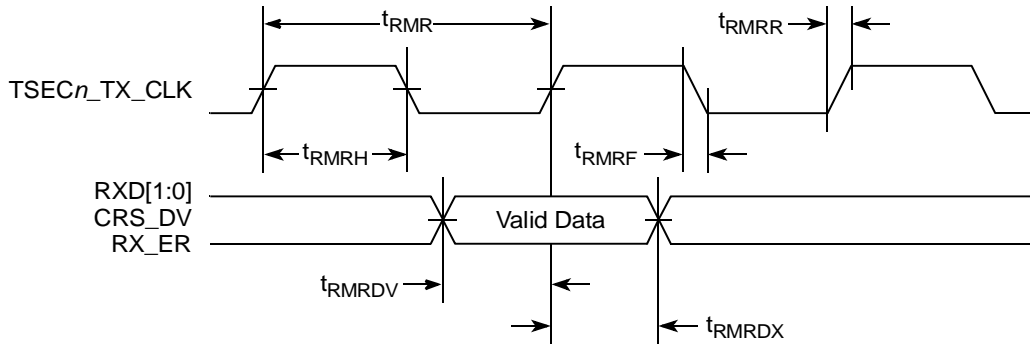 tRMR
tRMRR
TSECn_TX_CLK
tRMRH
tRMRF
RXD[1:0]
CRS_DV
Valid Data
RX_ER
tRMRDV
tRMRDX